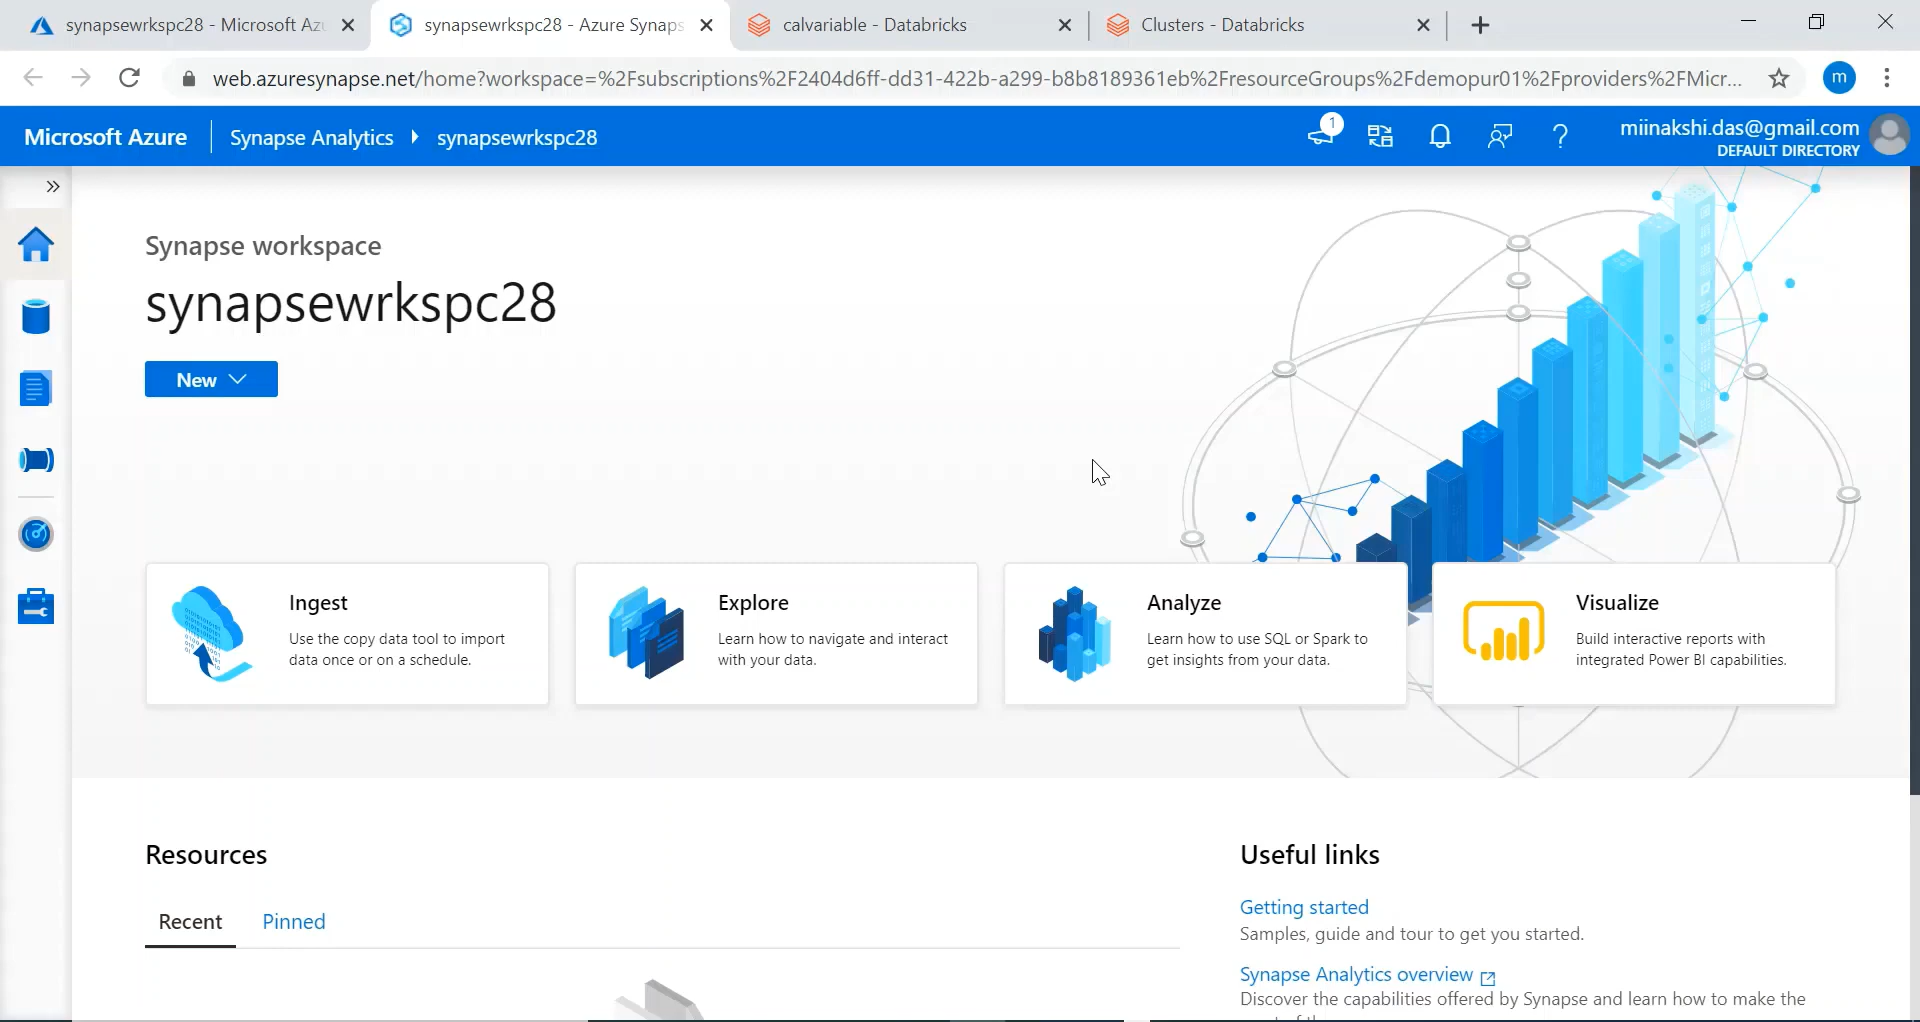 synapsewrkspc28 - Microsoft Az
synapsewrkspc28 - Azure Synaps
calvariable - Databricks
Clusters - Databricks
web.azuresynapse.net/home?workspace=%2Fsubscriptions%2F2404d6ff-dd31-422b-a299-b8b8189361eb%2FresourceGroups%2Fdemopur01%2Fproviders%2FMicr...
m
Microsoft Azure
Synapse Analytics
synapsewrkspc28
1
miinakshi.das@gmail.com
DEFAULT DIRECTORY
Synapse workspace
synapsewrkspc28
New
Ingest
Use the copy data tool to import
data once or on a schedule.
Explore
Learn how to navigate and interact
with your data.
Analyze
Learn how to use SQL or Spark to
get insights from your data.
Visualize
Build interactive reports with
integrated Power BI capabilities.
Resources
Recent
Pinned
Useful links
Getting started
Samples, guide and tour to get you started.
Synapse Analytics overview
Discover the capabilities offered by Synapse and learn how to make the